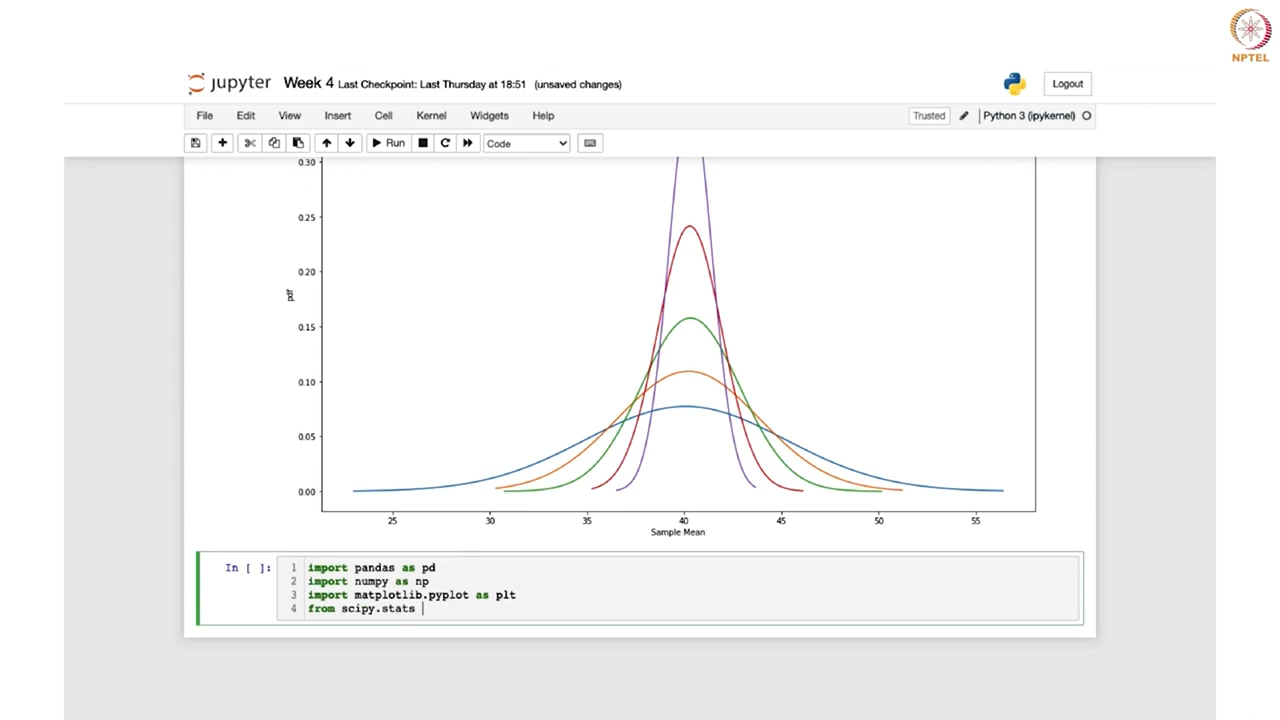 NPTEL
jupyter Week 4 Last Checkpoint: Last Thursday at 18:51 (unsaved changes)
Logout
File Edit View Insert Cell Kernel Widgets Help
Trusted Python 3 (ipykernel)
Run Code
0.30
0.25
0.20
0.15
0.10
0.05
0.00
pdf
25 30 35 40 45 50 55
Sample Mean
In [ ]:
1 import pandas as pd
2 import numpy as np
3 import matplotlib.pyplot as plt
4 from scipy.stats